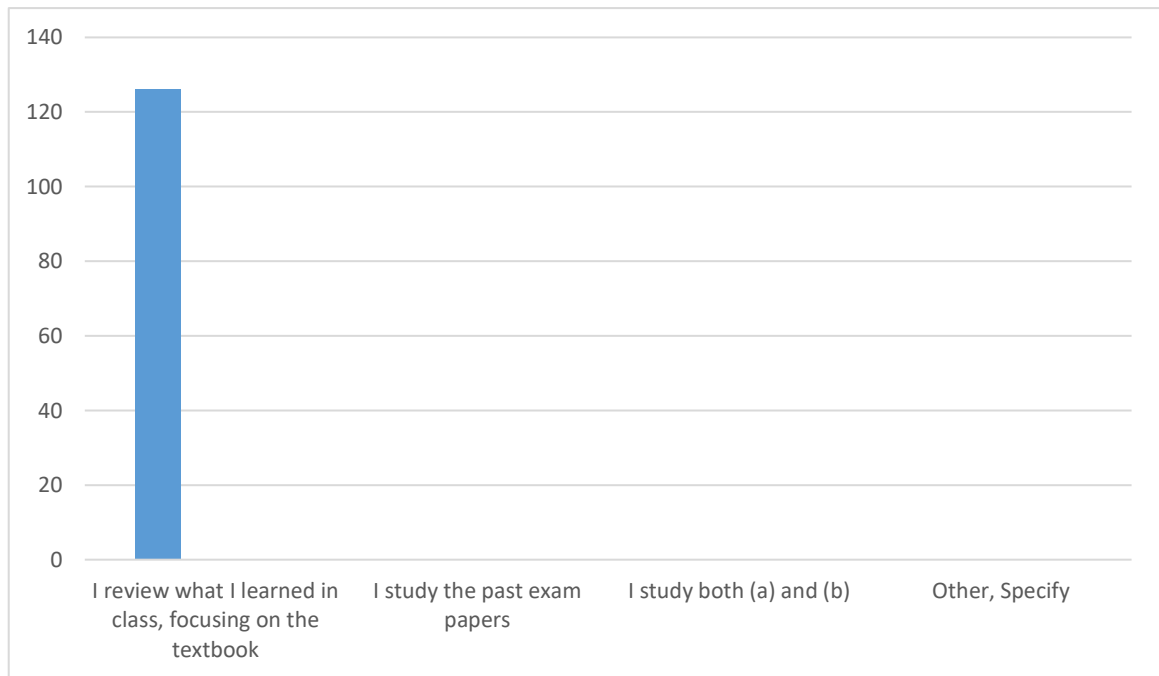 140
120
100
80
60
40
20
0
I review what I learned in
class, focusing on the
textbook
I study the past exam
papers
I study both (a) and (b)
Other, Specify